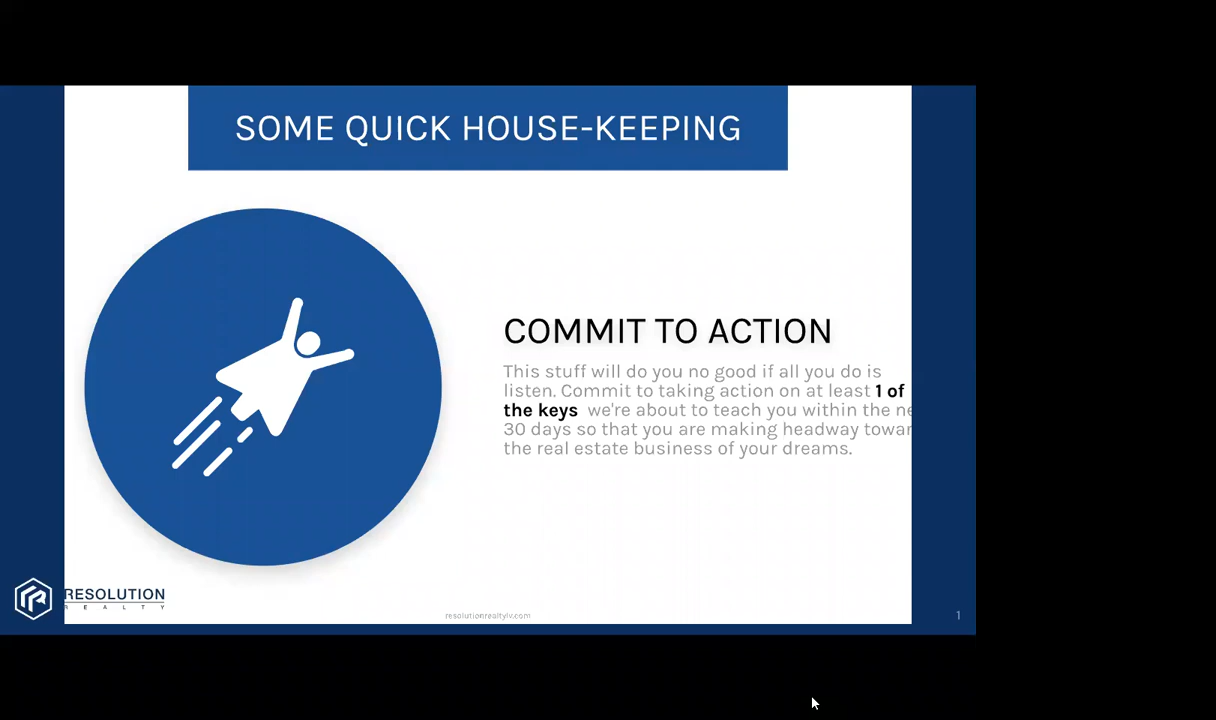 SOME QUICK HOUSE-KEEPING
COMMIT TO ACTION
This stuff will do you no good if all you do is
listen. Commit to taking action on at least 1 of
the keys we're about to teach you within the ne
30 days so that you are making headway towar
the real estate business of your dreams.
RESOLUTION
REALTY
resolutionrealtylv.com
1